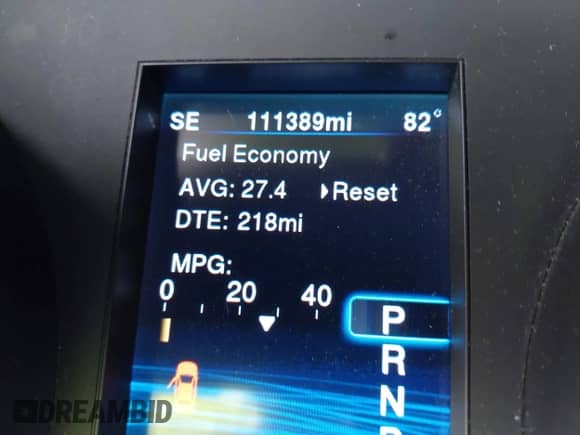 SE 111389mi 82°
Fuel Economy
AVG: 27.4 Reset
DTE: 218mi
MPG:
0 20 40
P
R
N
DREAMBID